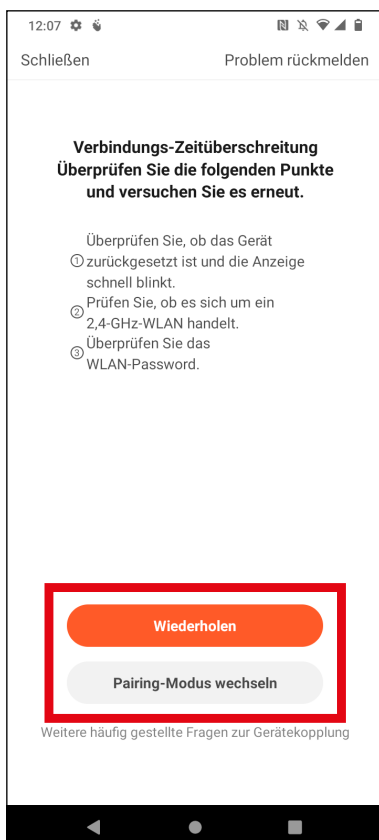 12:07
Schließen Problem rückmelden
Verbindungs-Zeitüberschreitung
Überprüfen Sie die folgenden Punkte
und versuchen Sie es erneut.
Überprüfen Sie, ob das Gerät
① zurückgesetzt ist und die Anzeige
schnell blinkt.
② Prüfen Sie, ob es sich um ein
2,4-GHz-WLAN handelt.
③ Überprüfen Sie das
WLAN-Password.
Wiederholen
Pairing-Modus wechseln
Weitere häufig gestellte Fragen zur Gerätekopplung